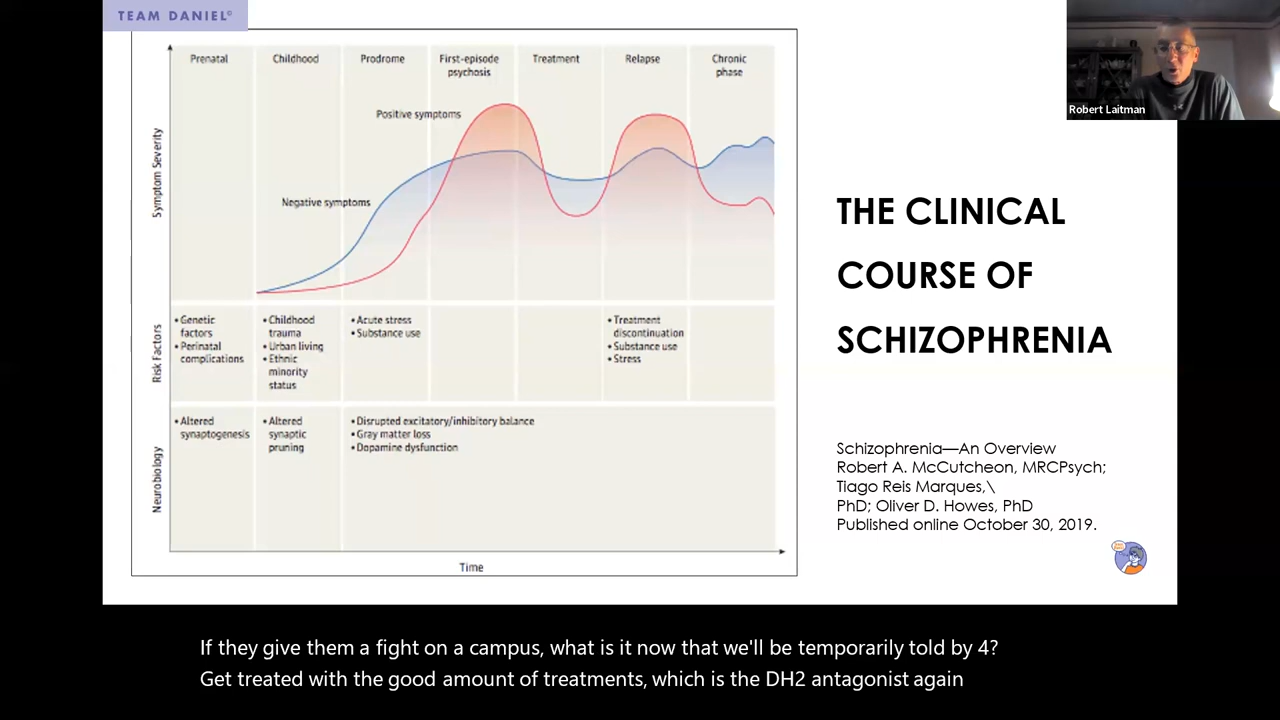 TEAM DANIEL©
Prenatal
Childhood
Prodrome
First-episode
psychosis
Treatment
Relapse
Chronic
phase
Positive symptoms
Negative symptoms
Symptom Severity
Risk Factors
• Genetic
factors
• Perinatal
complications
• Childhood
trauma
• Urban living
• Ethnic
minority
status
• Acute stress
• Substance use
• Treatment
discontinuation
• Substance use
• Stress
Neurobiology
• Altered
synaptogenesis
• Altered
synaptic
pruning
• Disrupted excitatory/inhibitory balance
• Gray matter loss
• Dopamine dysfunction
Time
Robert Laitman
THE CLINICAL
COURSE OF
SCHIZOPHRENIA
Schizophrenia—An Overview
Robert A. McCutcheon, MRCPsych;
Tiago Reis Marques,\
PhD; Oliver D. Howes, PhD
Published online October 30, 2019.
If they give them a fight on a campus, what is it now that we'll be temporarily told by 4?
Get treated with the good amount of treatments, which is the DH2 antagonist again